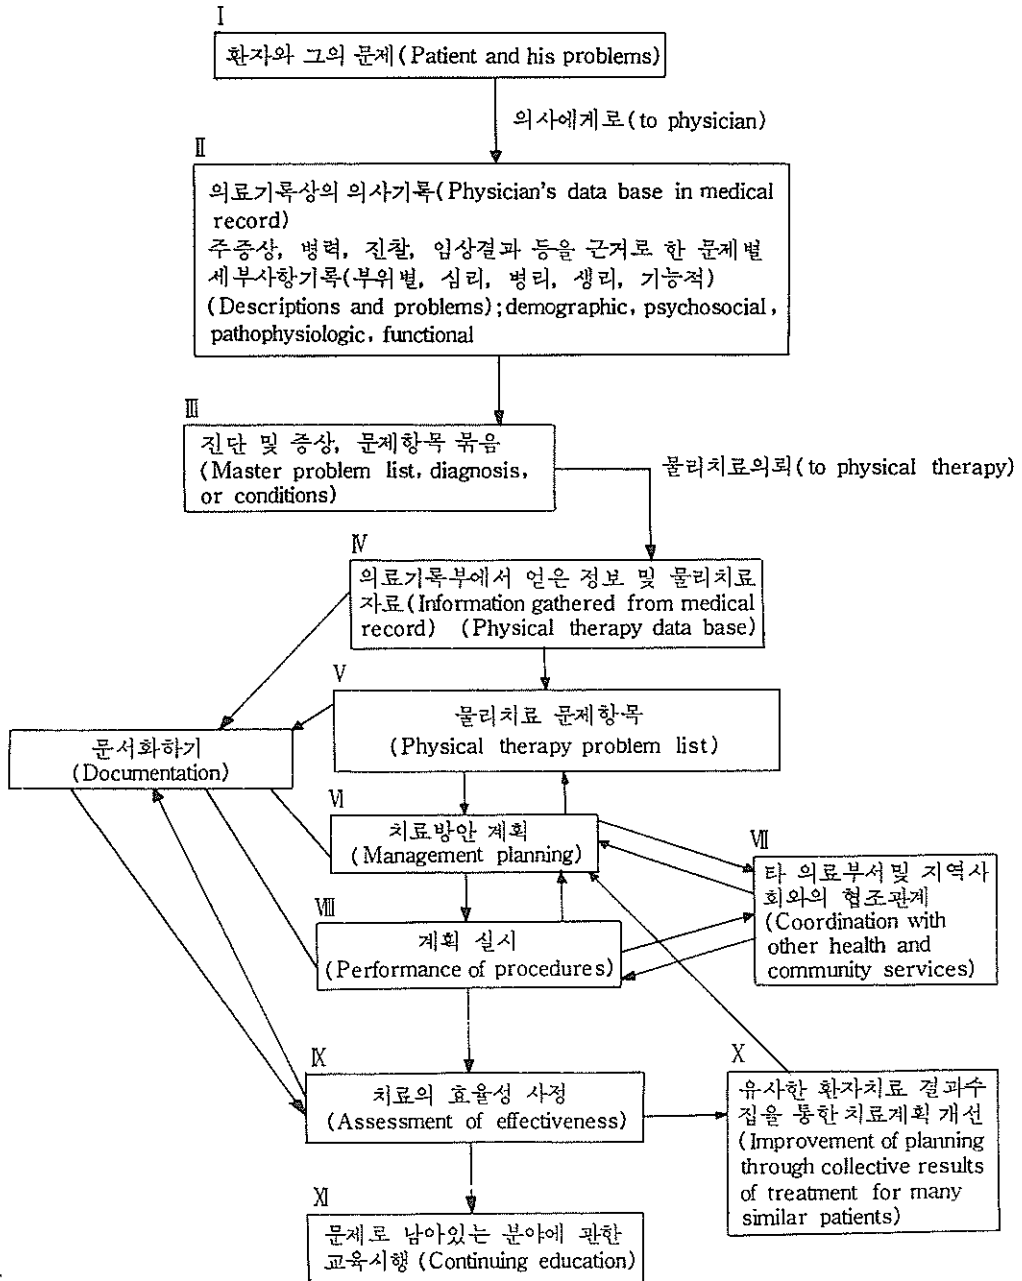 Ⅰ
환자와 그의 문제(Patient and his problems)
의사에게로(to physician)
Ⅱ
의료기록상의 의사기록(Physician's data base in medical
record)
주증상, 병력, 진찰, 임상결과 등을 근거로 한 문제별
세부사항기록(부위별, 심리, 병리, 생리, 기능적)
(Descriptions and problems);demographic, psychosocial,
pathophysiologic, functional
Ⅲ
진단 및 증상, 문제항목 묶음
(Master problem list, diagnosis,
or conditions)
물리치료의뢰(to physical therapy)
Ⅳ
의료기록부에서 얻은 정보 및 물리치료
자료(Information gathered from medical
record) (Physical therapy data base)
Ⅴ
물리치료 문제항목
(Physical therapy problem list)
문서화하기
(Documentation)
Ⅵ
치료방안 계획
(Management planning)
Ⅶ
타 의료부서및 지역사
회와의 협조관계
(Coordination with
other health and
community services)
Ⅷ
계획 실시
(Performance of procedures)
Ⅸ
치료의 효율성 사정
(Assessment of effectiveness)
Ⅹ
유사한 환자치료 결과수
집을 통한 치료계획 개선
(Improvement of planning
through collective results
of treatment for many
similar patients)
Ⅺ
문제로 남아있는 분야에 관한
교육시행 (Continuing education)